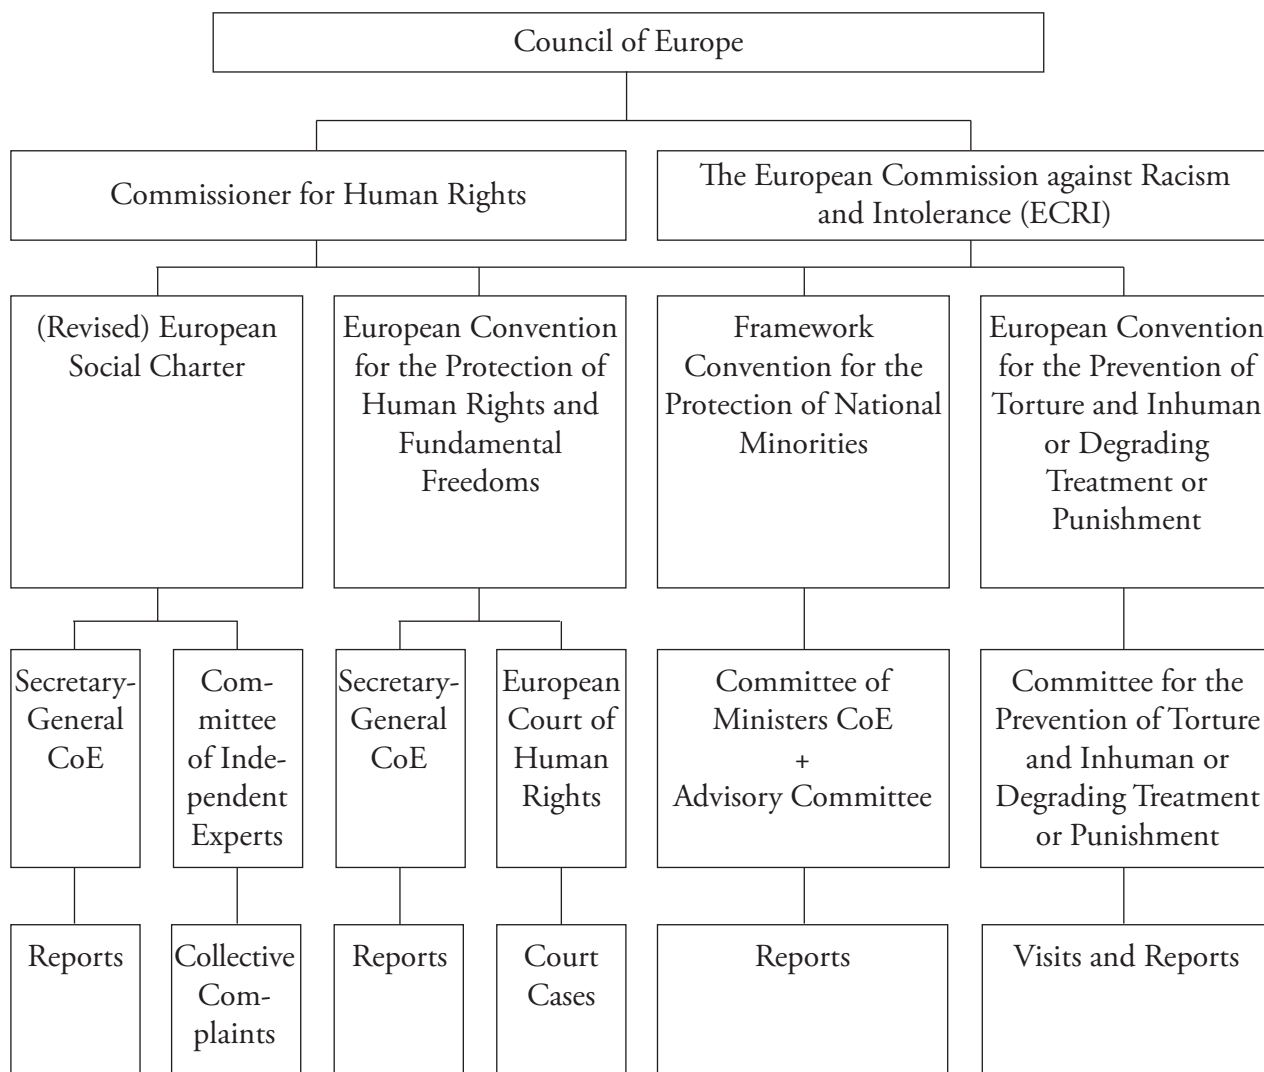 Council of Europe
Commissioner for Human Rights
The European Commission against Racism
and Intolerance (ECRI)
(Revised) European
Social Charter
European Convention
for the Protection of
Human Rights and
Fundamental
Freedoms
Framework
Convention for the
Protection of National
Minorities
European Convention
for the Prevention of
Torture and Inhuman
or Degrading
Treatment or
Punishment
Secretary-
General
CoE
Com-
mittee
of Inde-
pendent
Experts
Secretary-
General
CoE
European
Court of
Human
Rights
Committee of
Ministers CoE
+
Advisory Committee
Committee for the
Prevention of Torture
and Inhuman or
Degrading Treatment
or Punishment
Reports
Collective
Com-
plaints
Reports
Court
Cases
Reports
Visits and Reports